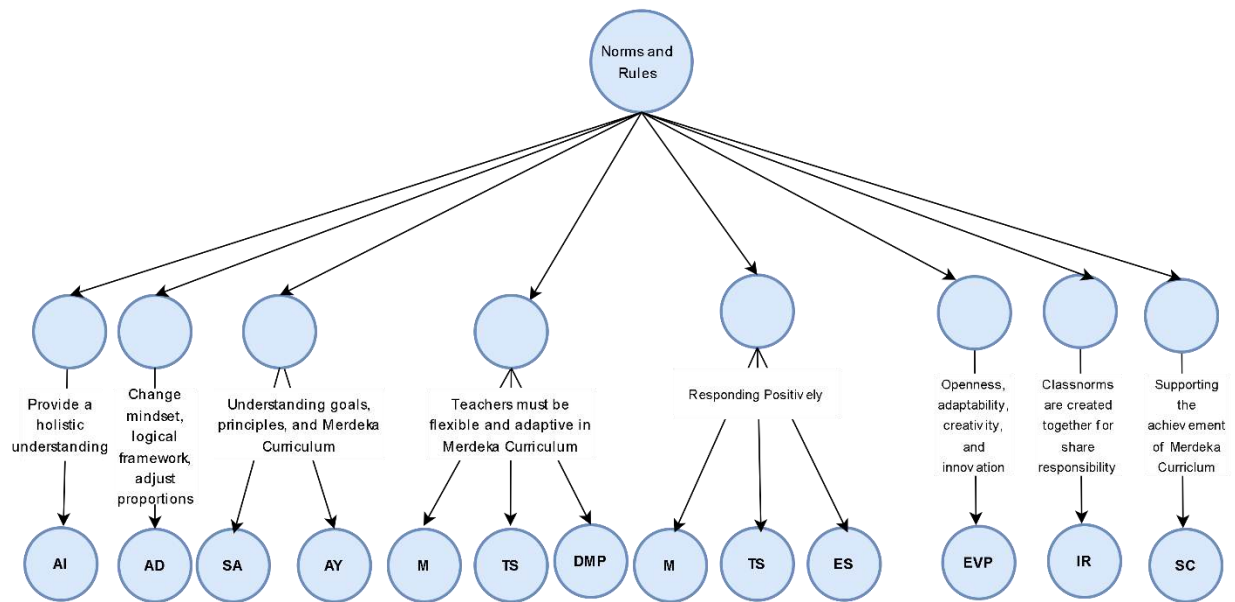 Norms and
Rules
Provide a
holistic
understanding
Change
mindset,
logical
framework,
adjust
proportions
Understanding goals,
principles, and Merdeka
Curriculum
Teachers must be
flexible and adaptive in
Merdeka Curriculum
Responding Positively
Openness,
adaptability,
creativity,
and
innovation
Classnorms
are created
together for
share
responsibility
Supporting
the
achievement
of Merdeka
Curriclum
AI
AD
SA
AY
M
TS
DMP
M
TS
ES
EVP
IR
SC